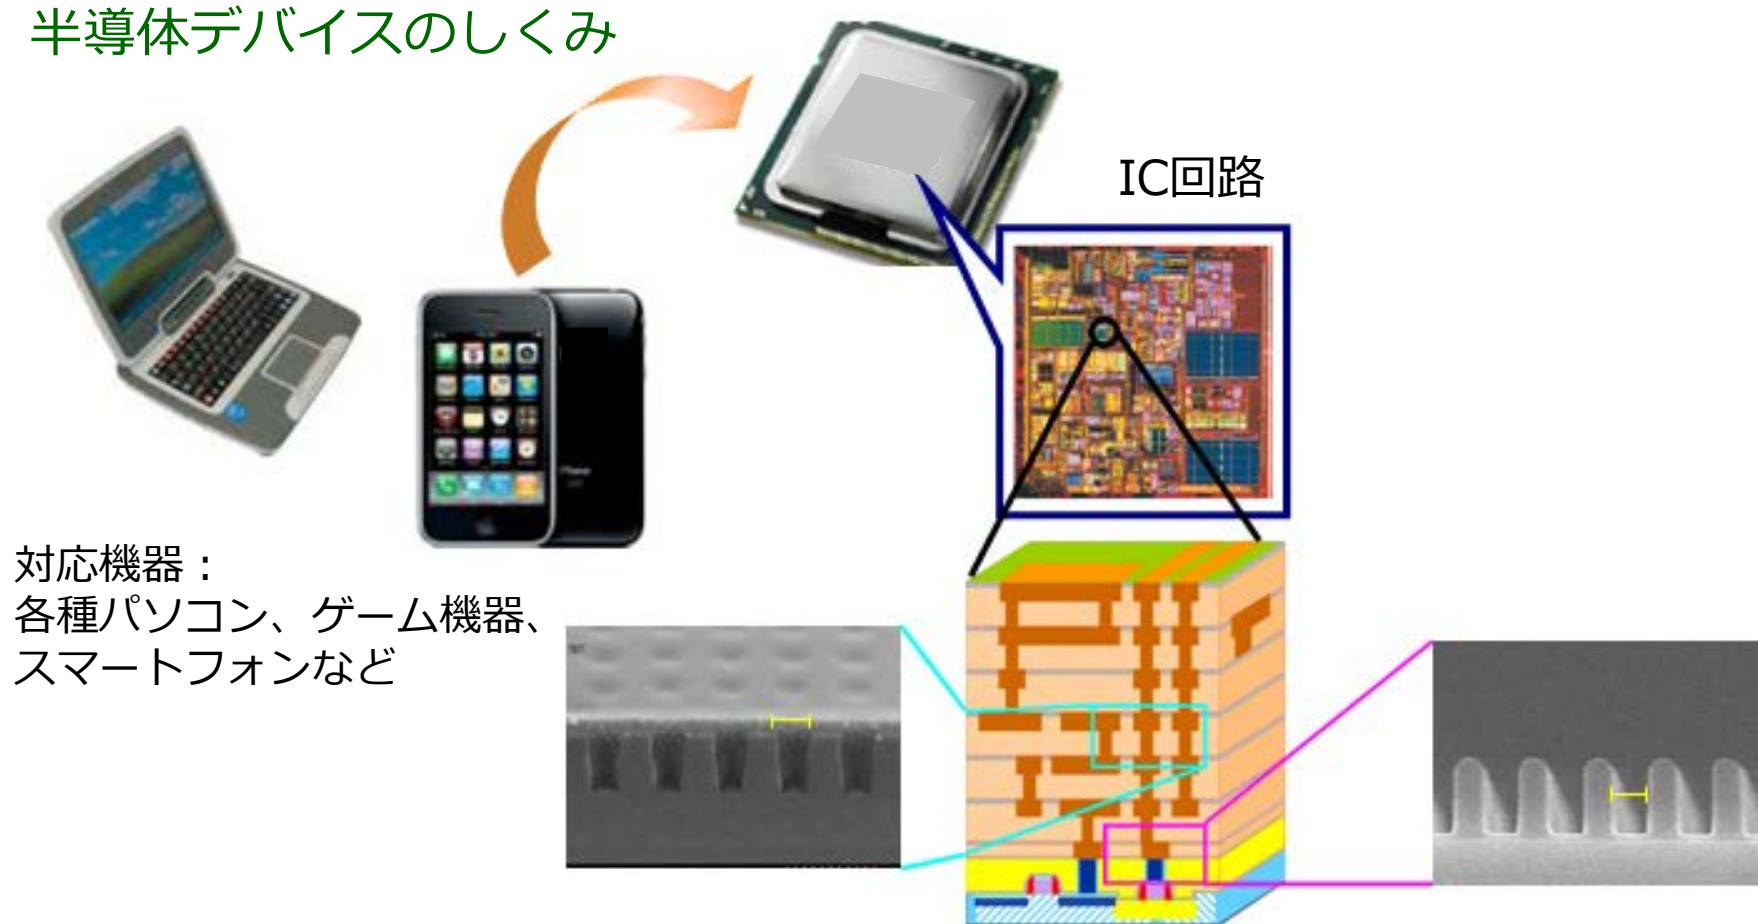 半導体デバイスのしくみ
IC回路
対応機器：
各種パソコン、ゲーム機器、
スマートフォンなど